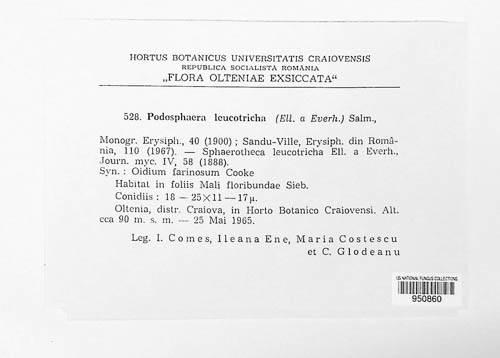 HORTUS BOTANICUS UNIVERSITATIS CRAIOVENSIS
REPUBLICA SOCIALISTĂ ROMÂNIA
„FLORA OLTENIAE EXSICCATA“
528. Podosphaera leucotricha (Ell. a Everh.) Salm.,
Monogr. Erysiph., 40 (1900) ; Sandu-Ville, Erysiph. din Româ-
nia, 110 (1967). — Sphaerotheca leucotricha Ell. a Everh.,
Journ. myc. IV, 58 (1888).
Syn. : Oidium farinosum Cooke
Habitat in foliis Mali floribundae Sieb.
Conidiis : 18 — 25×11 — 17 µ.
Oltenia, distr. Craiova, in Horto Botanico Craiovensi. Alt.
cca 90 m. s. m. — 25 Mai 1965.
Leg. I. Comes, Ileana Ene, Maria Costescu
et C. Glodeanu
US NATIONAL FUNGUS COLLECTIONS
950860